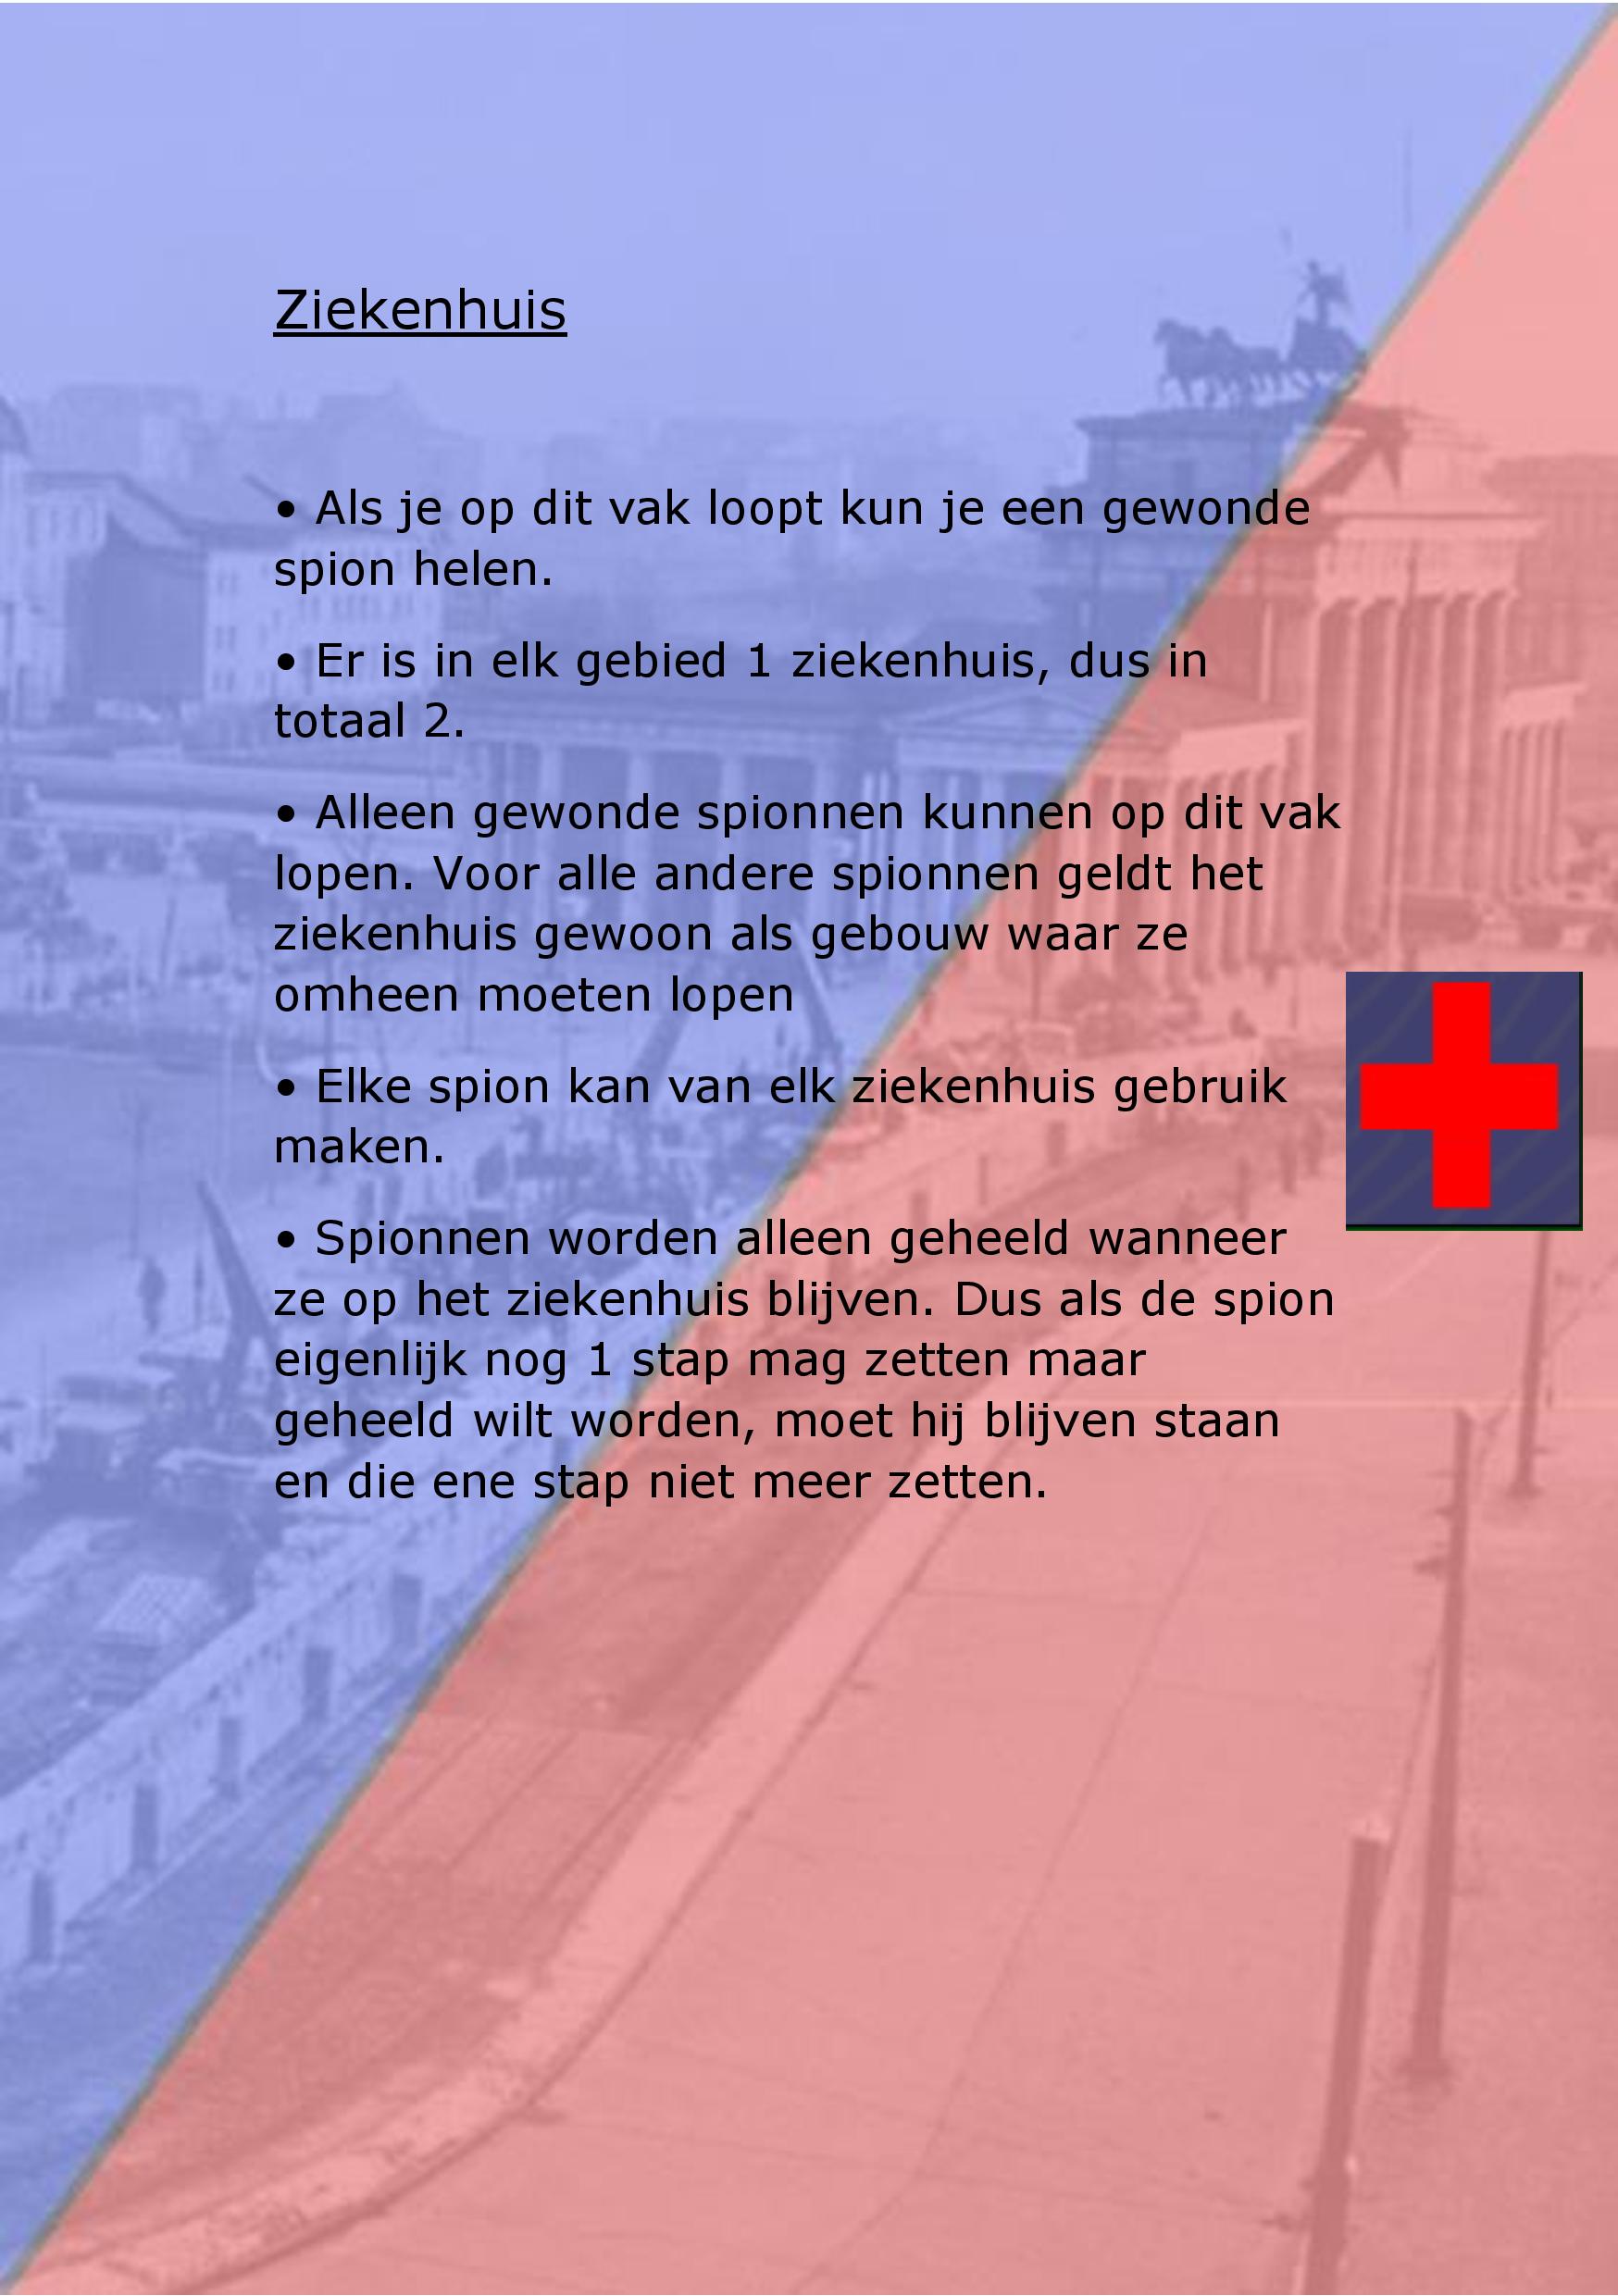 Ziekenhuis
• Als je op dit vak loopt kun je een gewonde
spion helen.
• Er is in elk gebied 1 ziekenhuis, dus in
totaal 2.
• Alleen gewonde spionnen kunnen op dit vak
lopen. Voor alle andere spionnen geldt het
ziekenhuis gewoon als gebouw waar ze
omheen moeten lopen
• Elke spion kan van elk ziekenhuis gebruik
maken.
• Spionnen worden alleen geheeld wanneer
ze op het ziekenhuis blijven. Dus als de spion
eigenlijk nog 1 stap mag zetten maar
geheeld wilt worden, moet hij blijven staan
en die ene stap niet meer zetten.